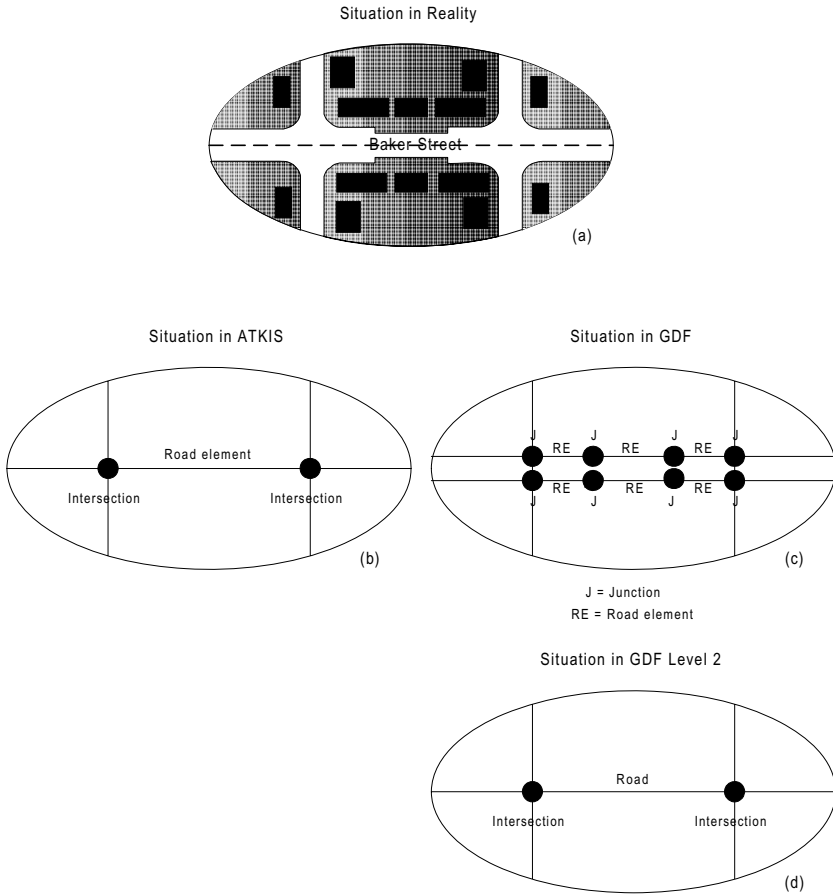 Situation in Reality
Baker Street
(a)
Situation in ATKIS
Road element
Intersection Intersection
(b)
Situation in GDF
J J J J
RE RE RE
RE RE RE
J J J J
(c)
J = Junction
RE = Road element
Situation in GDF Level 2
Road
Intersection Intersection
(d)